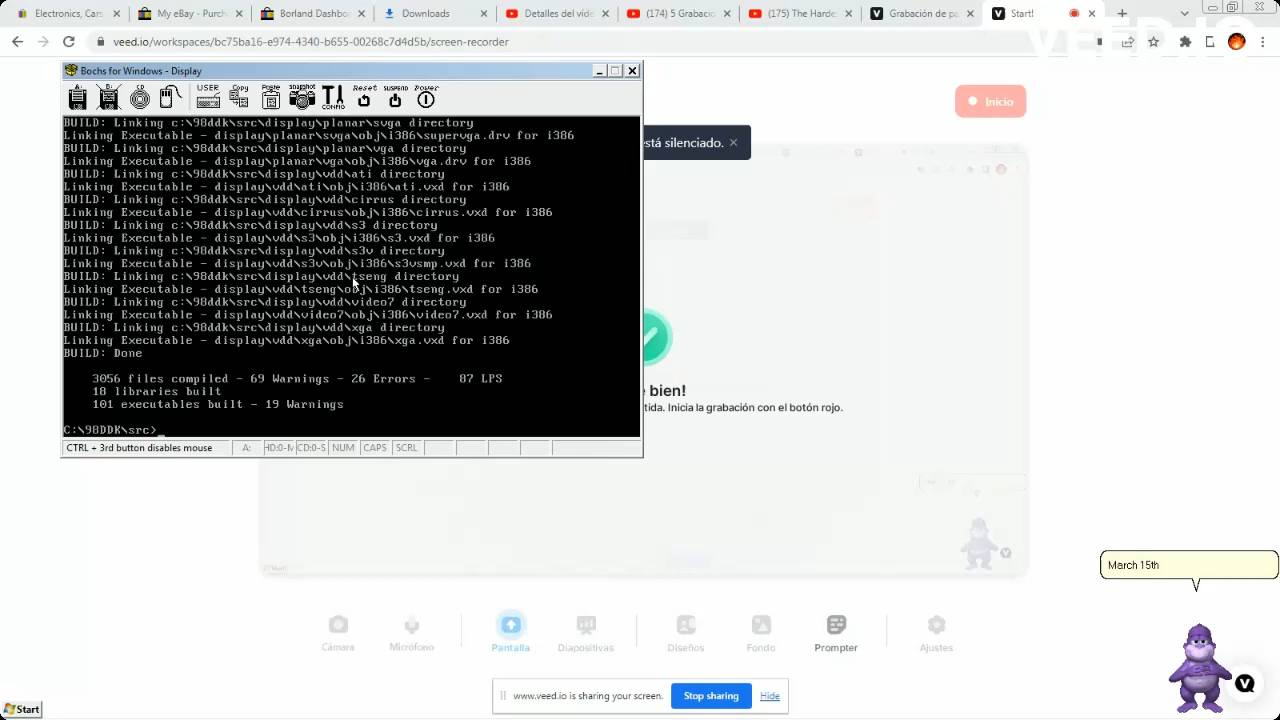 Electronics, Cars
My eBay - Purch
Borland Display
Downloads
Detalles del vide
(174) 5 Grabacio
(175) The Harde
Grabación de pa
Start!
veed.io/workspaces/bc75ba16-e974-4340-b655-00268c7d4d5b/screen-recorder
VEED.IO
Bochs for Windows - Display
USER
Copy
Paste
snapshot
CONFIG
Reset
SUSPEND
Power
Inicio
está silenciado.
BUILD: Linking c:\98ddk\src\display\planar\svga directory
Linking Executable - display\planar\svga\obj\i386\supervga.drv for i386
BUILD: Linking c:\98ddk\src\display\planar\vga directory
Linking Executable - display\planar\vga\obj\i386\vga.drv for i386
BUILD: Linking c:\98ddk\src\display\vdd\ati directory
Linking Executable - display\vdd\ati\obj\i386\ati.vxd for i386
BUILD: Linking c:\98ddk\src\display\vdd\cirrus directory
Linking Executable - display\vdd\cirrus\obj\i386\cirrus.vxd for i386
BUILD: Linking c:\98ddk\src\display\vdd\s3 directory
Linking Executable - display\vdd\s3\obj\i386\s3.vxd for i386
BUILD: Linking c:\98ddk\src\display\vdd\s3v directory
Linking Executable - display\vdd\s3v\obj\i386\s3vsmp.vxd for i386
BUILD: Linking c:\98ddk\src\display\vdd\tseng directory
Linking Executable - display\vdd\tseng\obj\i386\tseng.vxd for i386
BUILD: Linking c:\98ddk\src\display\vdd\video7 directory
Linking Executable - display\vdd\video7\obj\i386\video7.vxd for i386
BUILD: Linking c:\98ddk\src\display\vdd\xga directory
Linking Executable - display\vdd\xga\obj\i386\xga.vxd for i386
BUILD: Done
3056 files compiled - 69 Warnings - 26 Errors - 87 LPS
18 libraries built
101 executables built - 19 Warnings
C:\98DDK\src>_
CTRL + 3rd button disables mouse
A:
HD:0-M
CD:0-S
NUM
CAPS
SCRL
bien!
tida. Inicia la grabación con el botón rojo.
March 15th
Cámara
Micrófono
Pantalla
Diapositivas
Diseños
Fondo
Prompter
Ajustes
www.veed.io is sharing your screen.
Stop sharing
Hide
Start